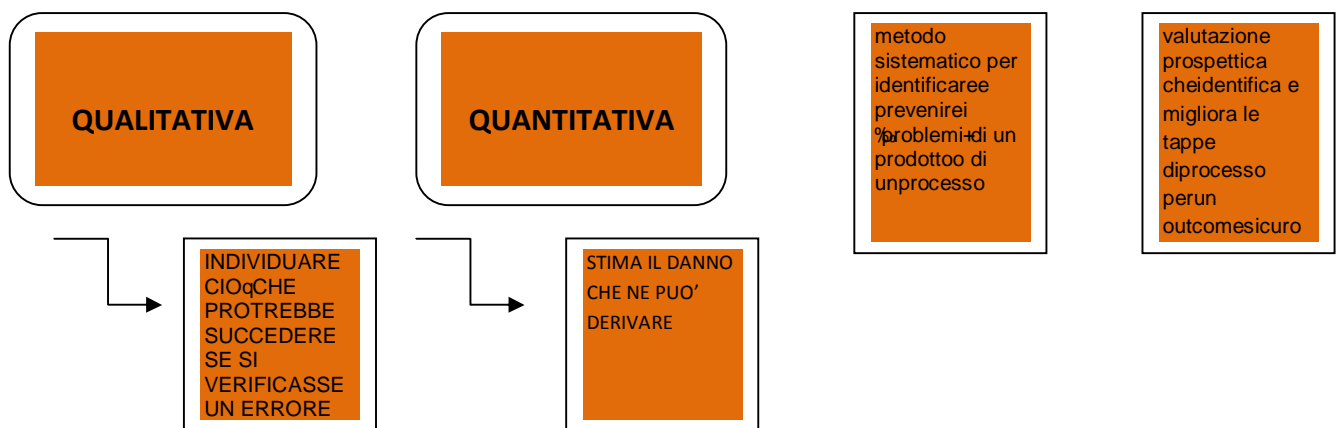 QUALITATIVA
QUANTITATIVA
metodo
sistematico per
identificaree
prevenirei
problemi di un
prodottoo di
unprocesso
valutazione
prospettica
cheidentifica e
migliora le
tappe
diprocesso
perun
outcomesicuro
INDIVIDUARE
CIOqCHE
PROTREBBE
SUCCEDERE
SE SI
VERIFICASSE
UN ERRORE
STIMA IL DANNO
CHE NE PUO’
DERIVARE